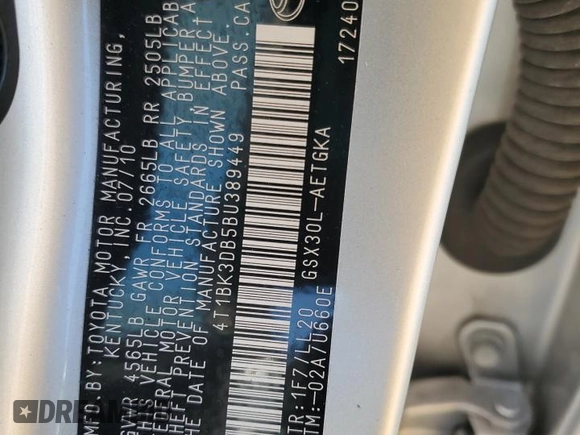 MFD BY: TOYOTA MOTOR MANUFACTURING,
KENTUCKY, INC. 07/10
GVWR 4565LB GAWR FR 2665LB RR 2505LB
THIS VEHICLE CONFORMS TO ALL APPLICAB
FEDERAL MOTOR VEHICLE SAFETY, BUMPER A
THEFT PREVENTION STANDARDS IN EFFECT
THE DATE OF MANUFACTURE SHOWN ABOVE.
4T1BK3DB5BU389449
PASS.CA
TR: 1F7/LL20 GSX30L-AETGKA
TM:-02A/U660E
17240
DREAM